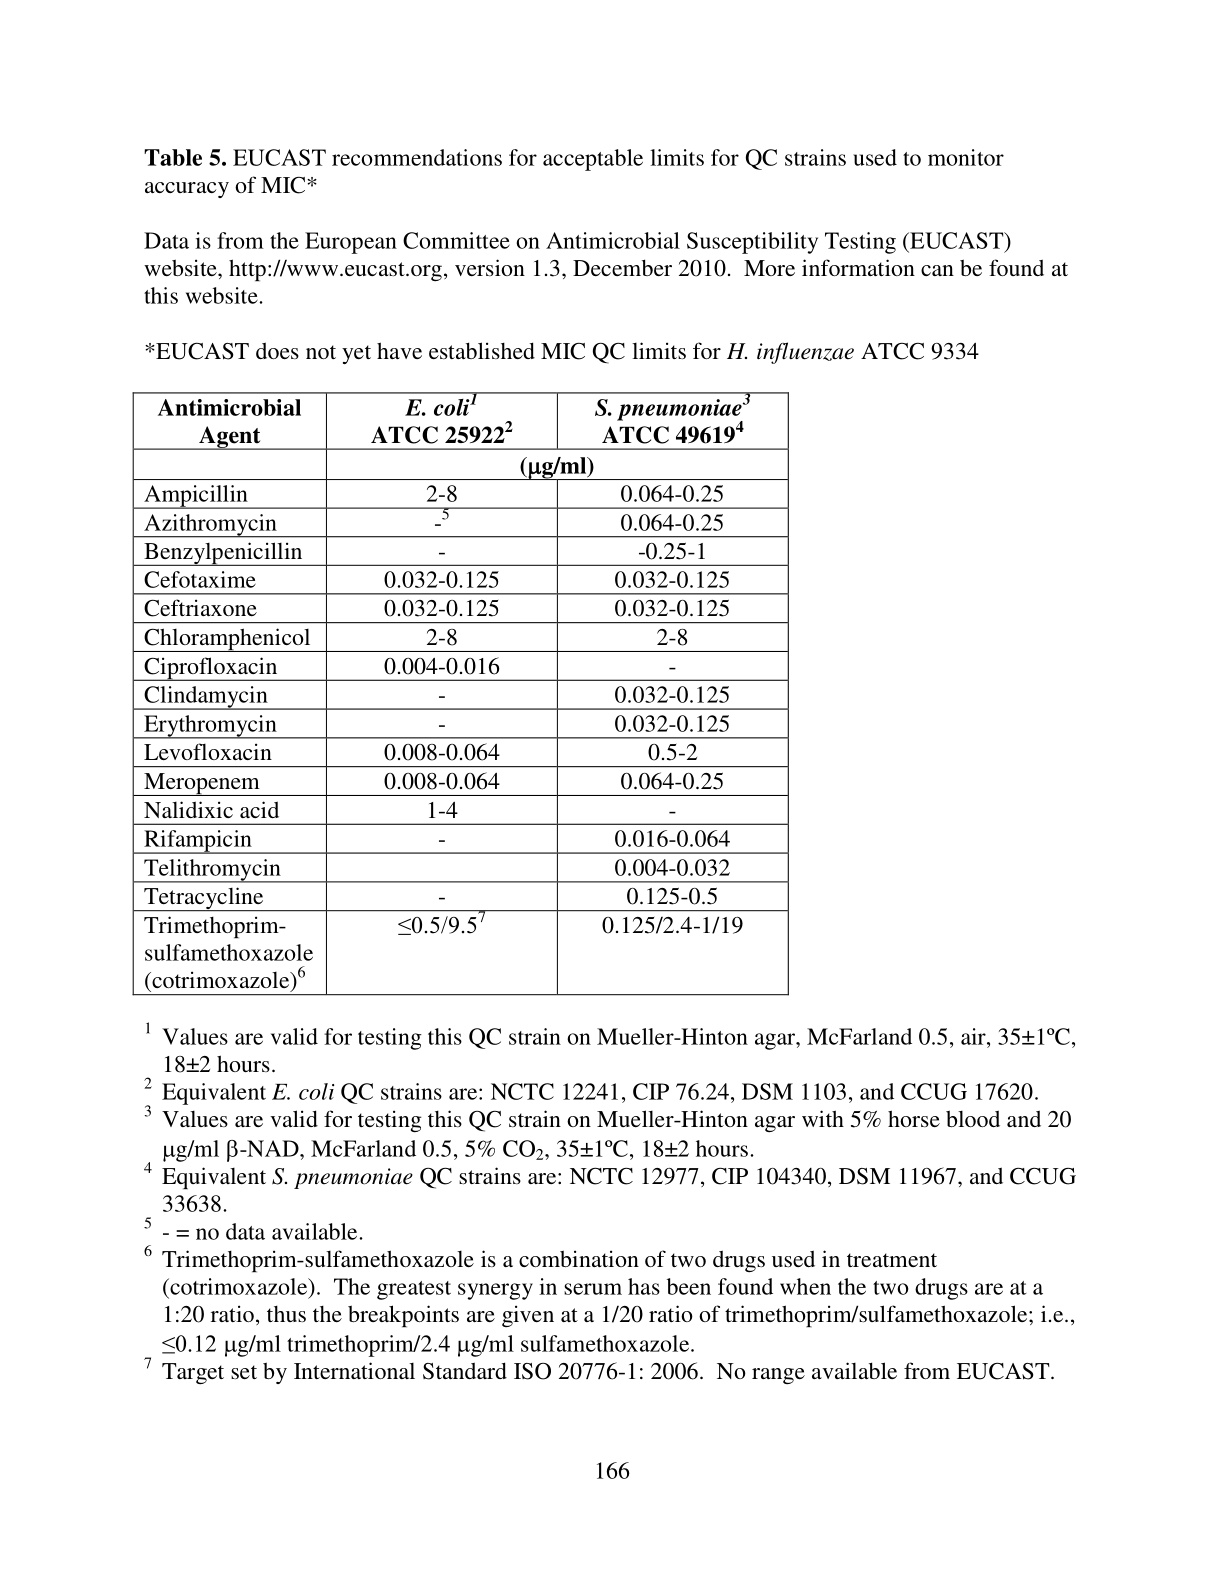 Table 5. EUCAST recommendations for acceptable limits for QC strains used to monitor
accuracy of MIC*
Data is from the European Committee on Antimicrobial Susceptibility Testing (EUCAST)
website, http://www.eucast.org, version 1.3, December 2010. More information can be found at
this website.
*EUCAST does not yet have established MIC QC limits for H. influenzae ATCC 9334
Antimicrobial Agent E. coli¹ ATCC 25922² S. pneumoniae³ ATCC 49619⁴
(µg/ml)
Ampicillin 2-8 0.064-0.25
Azithromycin -⁵ 0.064-0.25
Benzylpenicillin - -0.25-1
Cefotaxime 0.032-0.125 0.032-0.125
Ceftriaxone 0.032-0.125 0.032-0.125
Chloramphenicol 2-8 2-8
Ciprofloxacin 0.004-0.016 -
Clindamycin - 0.032-0.125
Erythromycin - 0.032-0.125
Levofloxacin 0.008-0.064 0.5-2
Meropenem 0.008-0.064 0.064-0.25
Nalidixic acid 1-4 -
Rifampicin - 0.016-0.064
Telithromycin 0.004-0.032
Tetracycline - 0.125-0.5
Trimethoprim- ≤0.5/9.5⁷ 0.125/2.4-1/19
sulfamethoxazole
(cotrimoxazole)⁶
¹ Values are valid for testing this QC strain on Mueller-Hinton agar, McFarland 0.5, air, 35±1ºC,
18±2 hours.
² Equivalent E. coli QC strains are: NCTC 12241, CIP 76.24, DSM 1103, and CCUG 17620.
³ Values are valid for testing this QC strain on Mueller-Hinton agar with 5% horse blood and 20
µg/ml β-NAD, McFarland 0.5, 5% CO₂, 35±1ºC, 18±2 hours.
⁴ Equivalent S. pneumoniae QC strains are: NCTC 12977, CIP 104340, DSM 11967, and CCUG
33638.
⁵ - = no data available.
⁶ Trimethoprim-sulfamethoxazole is a combination of two drugs used in treatment
(cotrimoxazole). The greatest synergy in serum has been found when the two drugs are at a
1:20 ratio, thus the breakpoints are given at a 1/20 ratio of trimethoprim/sulfamethoxazole; i.e.,
≤0.12 µg/ml trimethoprim/2.4 µg/ml sulfamethoxazole.
⁷ Target set by International Standard ISO 20776-1: 2006. No range available from EUCAST.
166